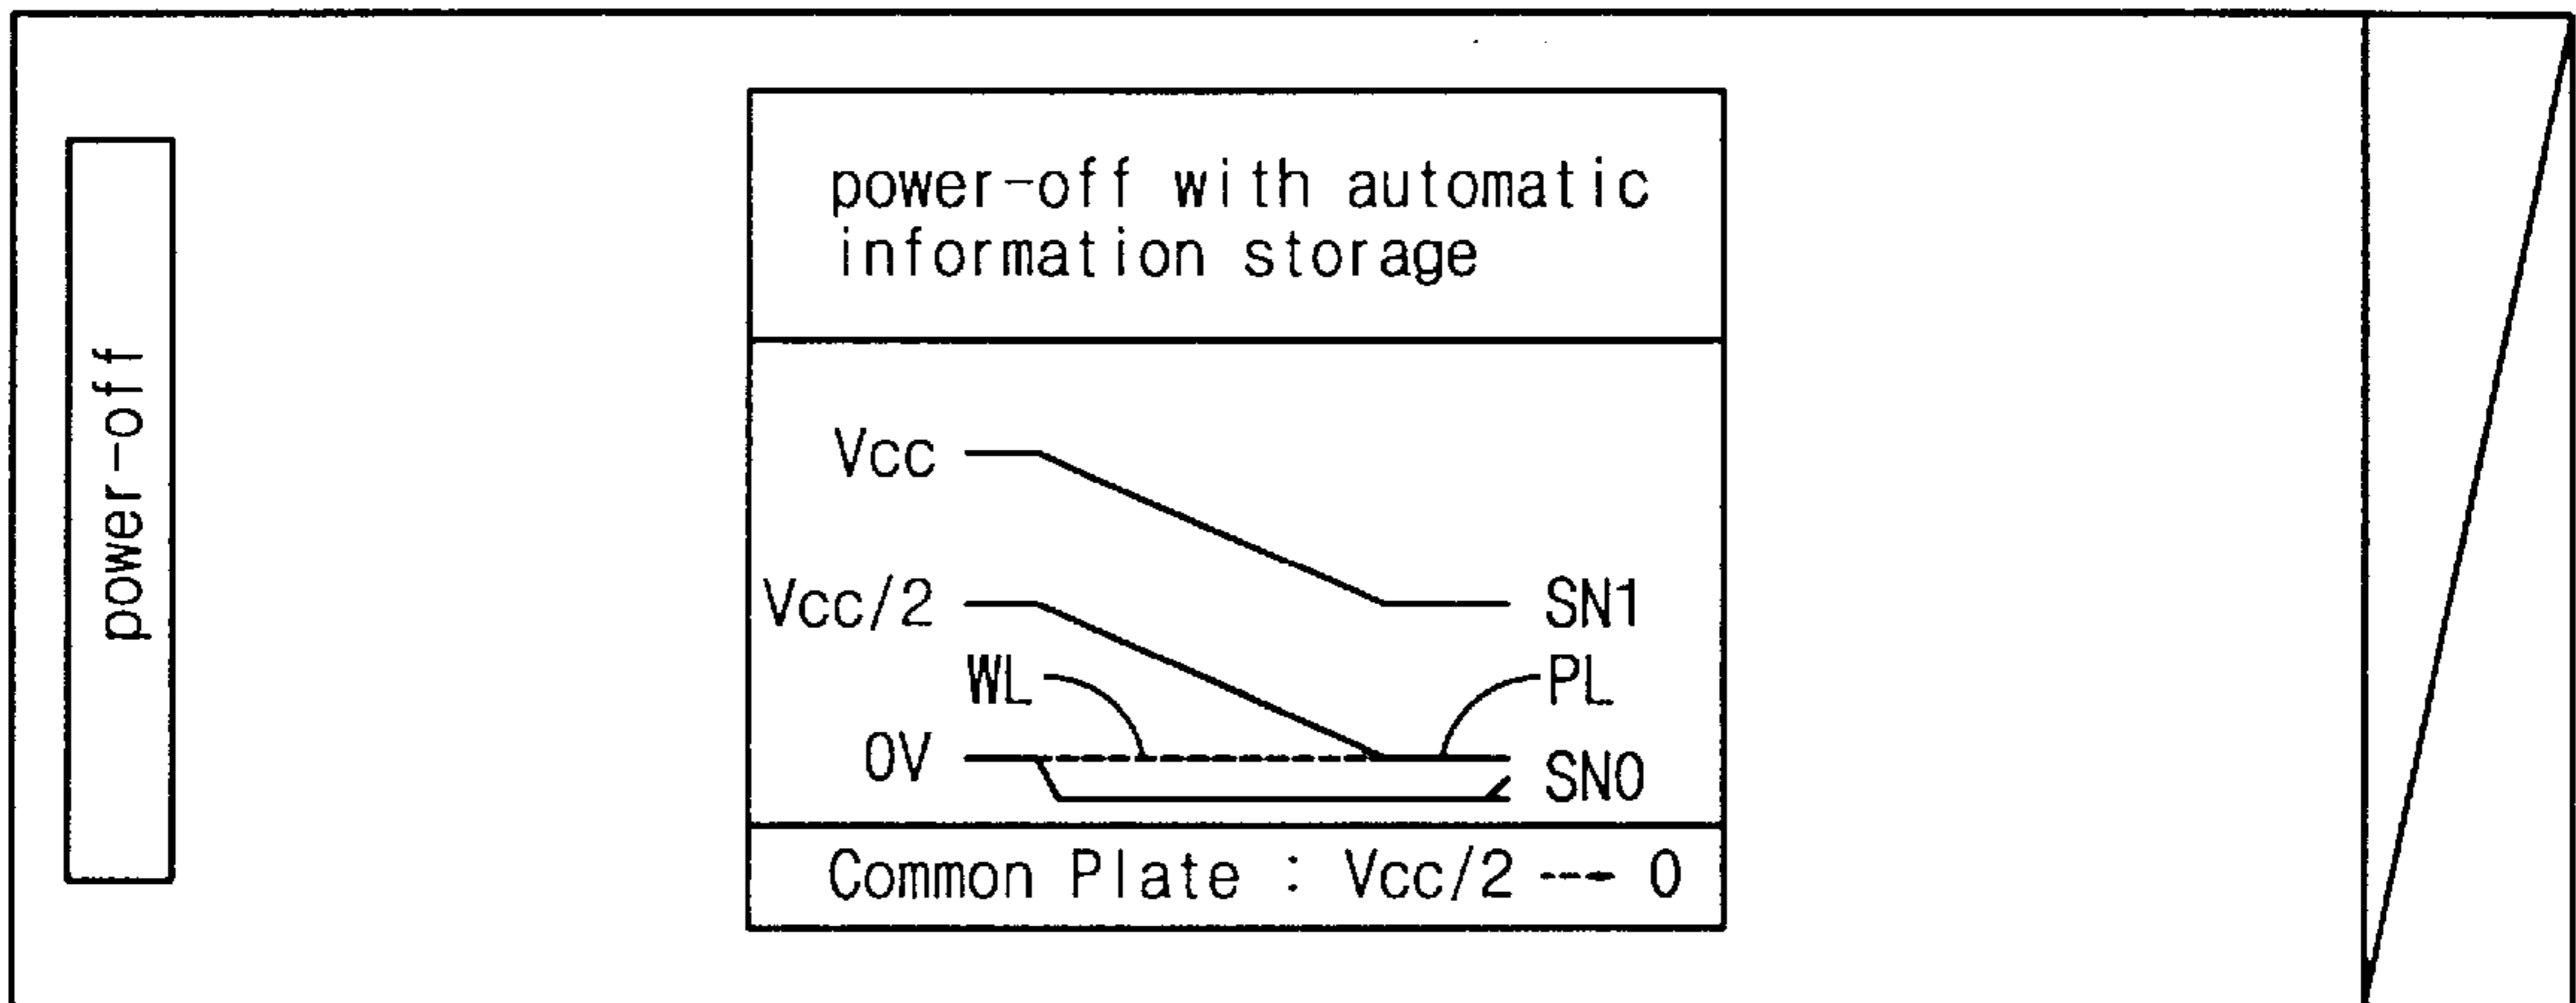 power-off
power-off with automatic
information storage
Vcc
Vcc/2
SN1
WL
PL
0V
SN0
Common Plate : Vcc/2 --→ 0